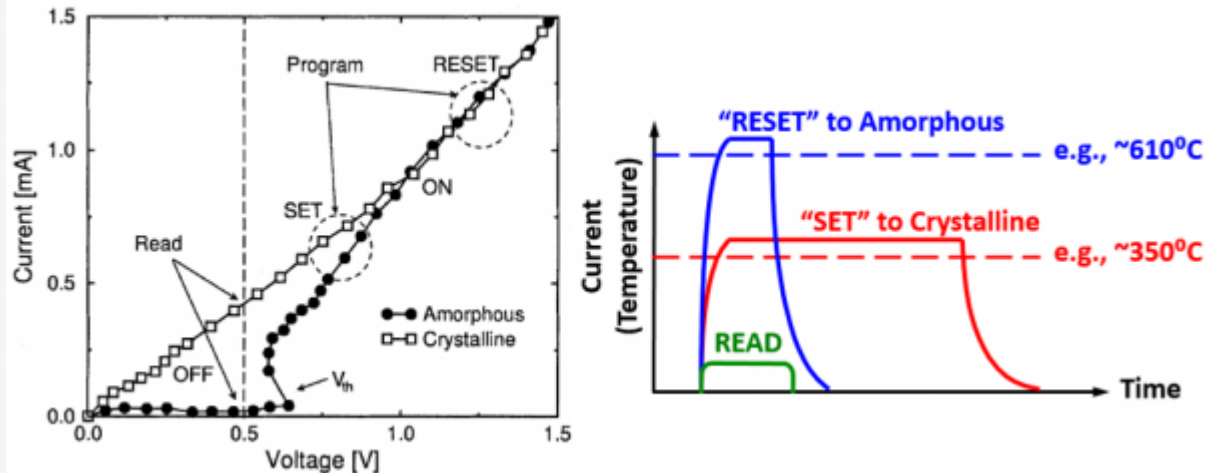 1.5
Program
RESET
1.0
ON
SET
Read
0.5
Amorphous
Crystalline
OFF
Vth
0.0
0.0
0.5
1.0
1.5
Current [mA]
Voltage [V]
“RESET” to Amorphous
e.g., ~610⁰C
“SET” to Crystalline
e.g., ~350⁰C
READ
Current
(Temperature)
Time